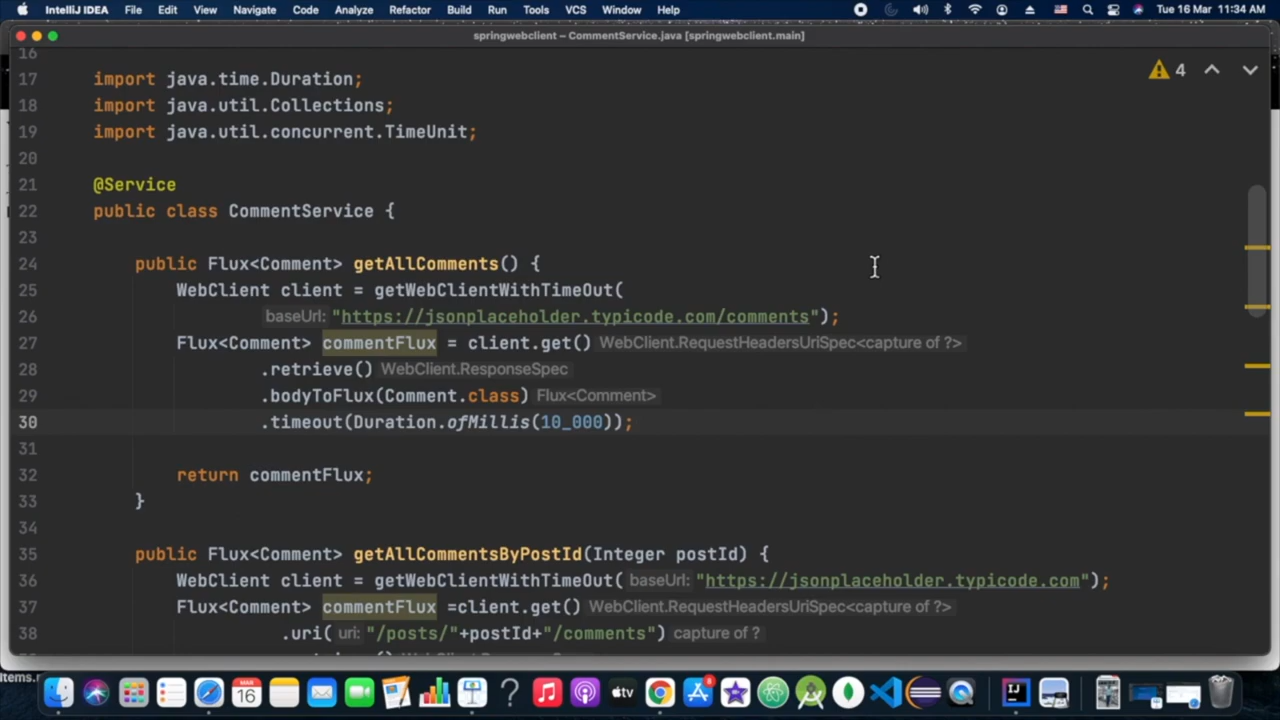 IntelliJ IDEA File Edit View Navigate Code Analyze Refactor Build Run Tools VCS Window Help Tue 16 Mar 11:34 AM
springwebclient – CommentService.java [springwebclient.main]
16
17 import java.time.Duration; 4
18 import java.util.Collections;
19 import java.util.concurrent.TimeUnit;
20
21 @Service
22 public class CommentService {
23
24 public Flux<Comment> getAllComments() {
25 WebClient client = getWebClientWithTimeOut(
26 baseUrl: "https://jsonplaceholder.typicode.com/comments");
27 Flux<Comment> commentFlux = client.get() WebClient.RequestHeadersUriSpec<capture of ?>
28 .retrieve() WebClient.ResponseSpec
29 .bodyToFlux(Comment.class) Flux<Comment>
30 .timeout(Duration.ofMillis(10_000));
31
32 return commentFlux;
33 }
34
35 public Flux<Comment> getAllCommentsByPostId(Integer postId) {
36 WebClient client = getWebClientWithTimeOut( baseUrl: "https://jsonplaceholder.typicode.com");
37 Flux<Comment> commentFlux =client.get() WebClient.RequestHeadersUriSpec<capture of ?>
38 .uri( uri: "/posts/"+postId+"/comments") capture of ?
MAR
16
tv
8
IJ